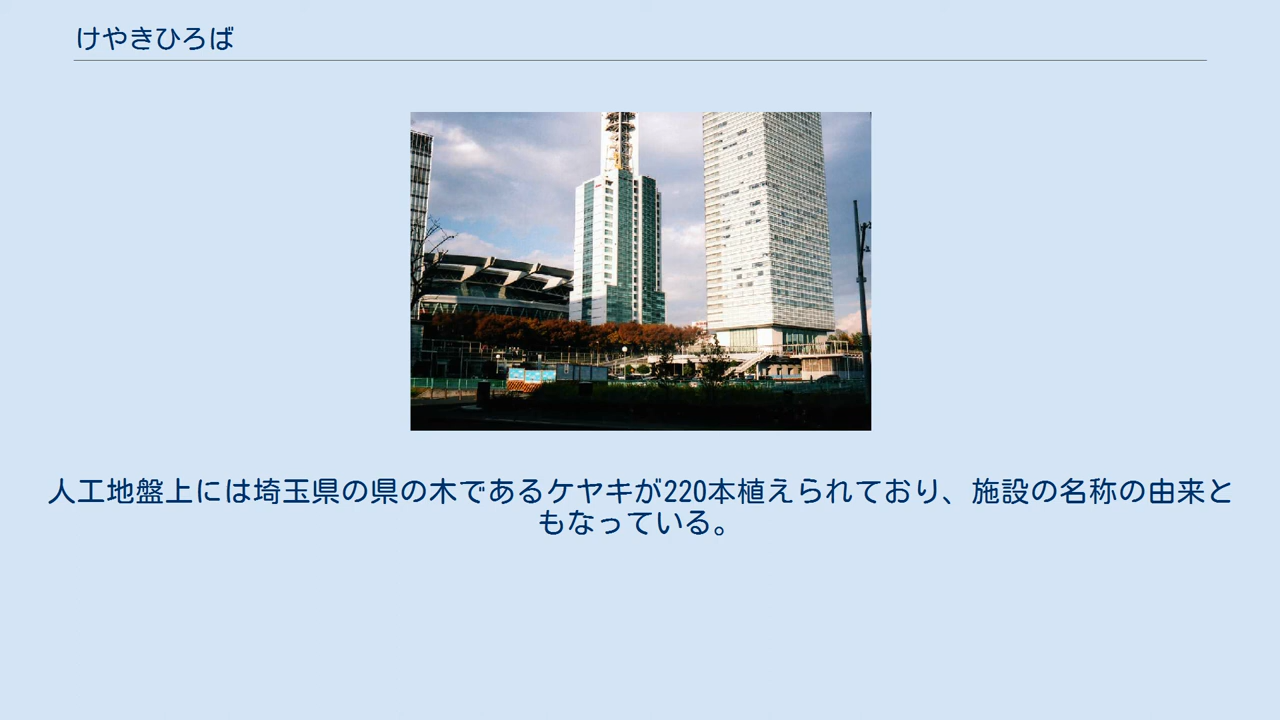 けやきひろば
人工地盤上には埼玉県の県の木であるケヤキが220本植えられており、施設の名称の由来と
もなっている。